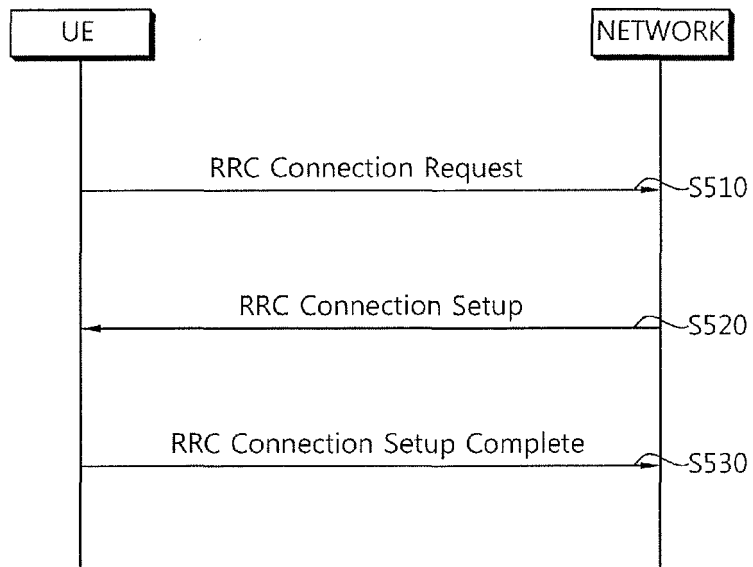 UE
NETWORK
RRC Connection Request
S510
RRC Connection Setup
S520
RRC Connection Setup Complete
S530